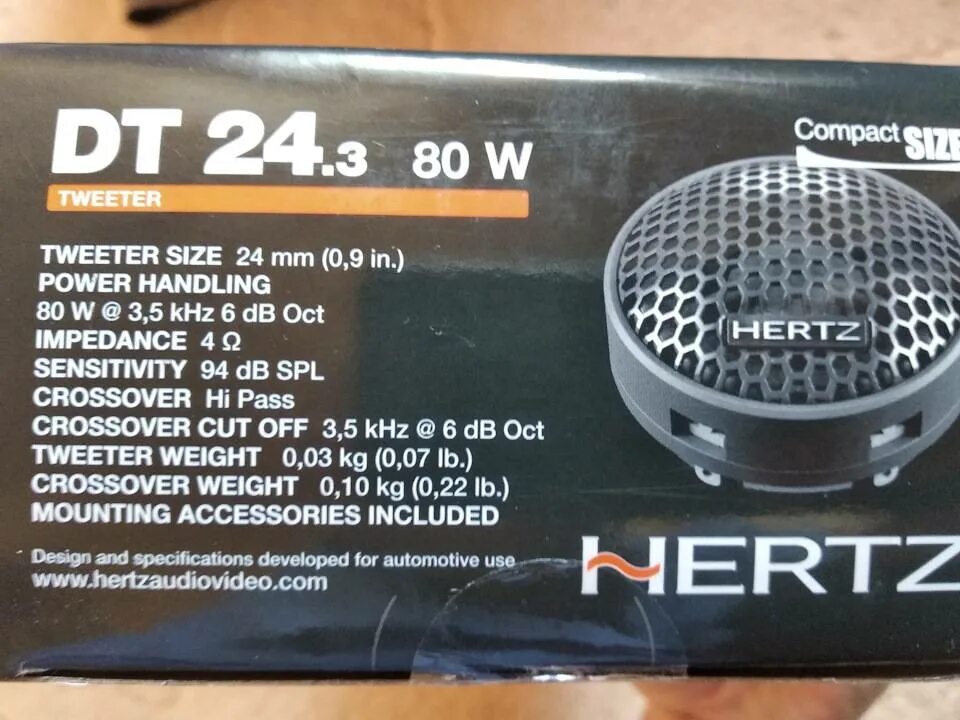 DT 24.3 80 W
TWEETER
Compact SIZE
TWEETER SIZE 24 mm (0,9 in.)
POWER HANDLING
80 W @ 3,5 kHz 6 dB Oct
IMPEDANCE 4 Ω
SENSITIVITY 94 dB SPL
CROSSOVER Hi Pass
CROSSOVER CUT OFF 3,5 kHz @ 6 dB Oct
TWEETER WEIGHT 0,03 kg (0,07 lb.)
CROSSOVER WEIGHT 0,10 kg (0,22 lb.)
MOUNTING ACCESSORIES INCLUDED
Design and specifications developed for automotive use
www.hertzaudiovideo.com
HERTZ
HERTZ